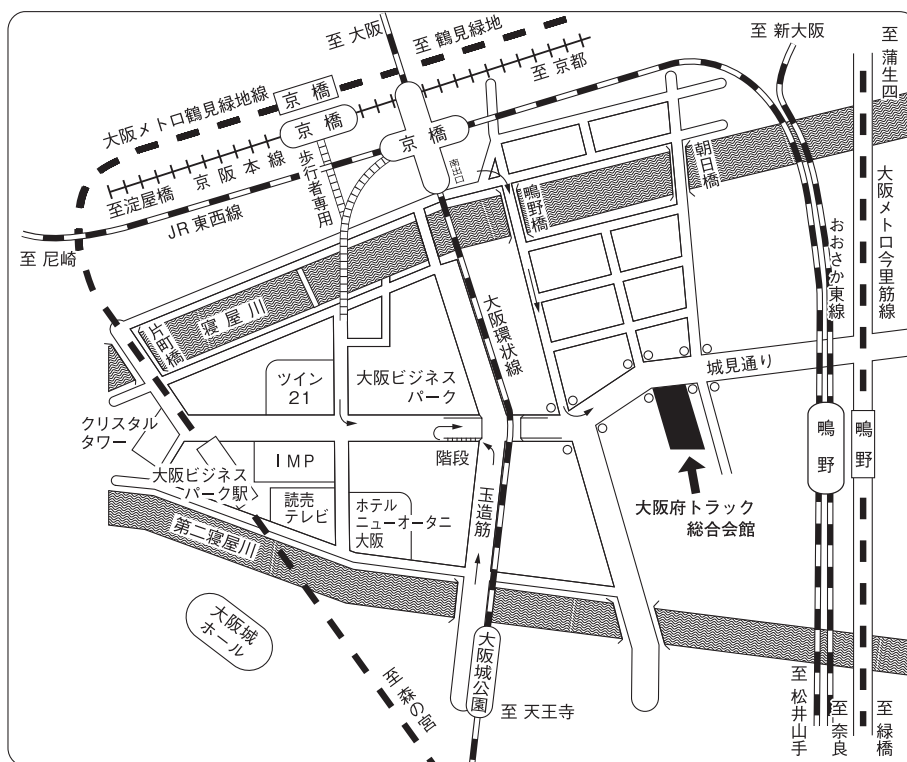 至 大阪
至 鶴見緑地
至 京都
至 新大阪
至 蒲生四
大阪メトロ鶴見緑地線
京橋
京橋
京橋
南出口
至淀屋橋
京阪本線
歩行者専用
JR東西線
至 尼崎
鴫野橋
朝日橋
おおさか東線
大阪メトロ今里筋線
片町橋
寝屋川
大阪環状線
城見通り
ツイン
21
大阪ビジネス
パーク
クリスタル
タワー
大阪ビジネス
パーク駅
IMP
階段
読売
テレビ
ホテル
ニューオータニ
大阪
玉造筋
鴫野
鴫野
大阪府トラック
総合会館
第二寝屋川
大阪城
ホール
大阪城公園
至 森の宮
至 天王寺
至 松井山手
至 奈良
至 緑橋